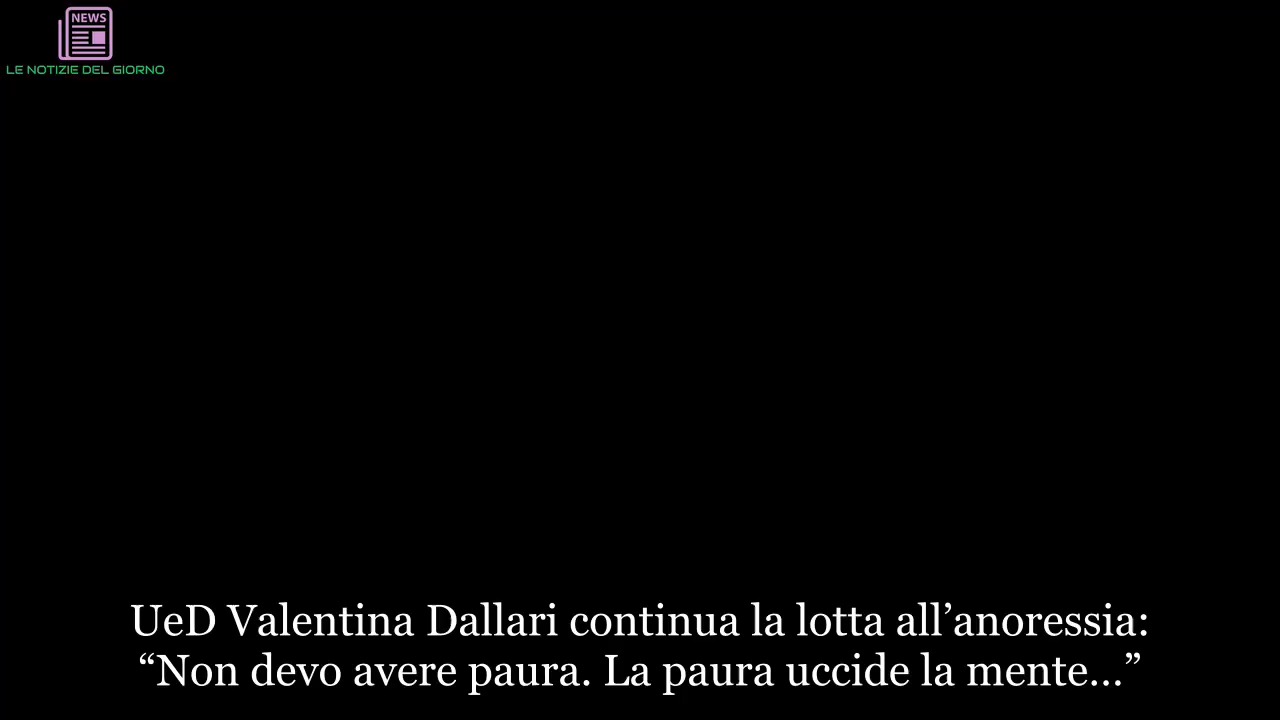 NEWS
LE NOTIZIE DEL GIORNO
UeD Valentina Dallari continua la lotta all’anoressia:
“Non devo avere paura. La paura uccide la mente…”